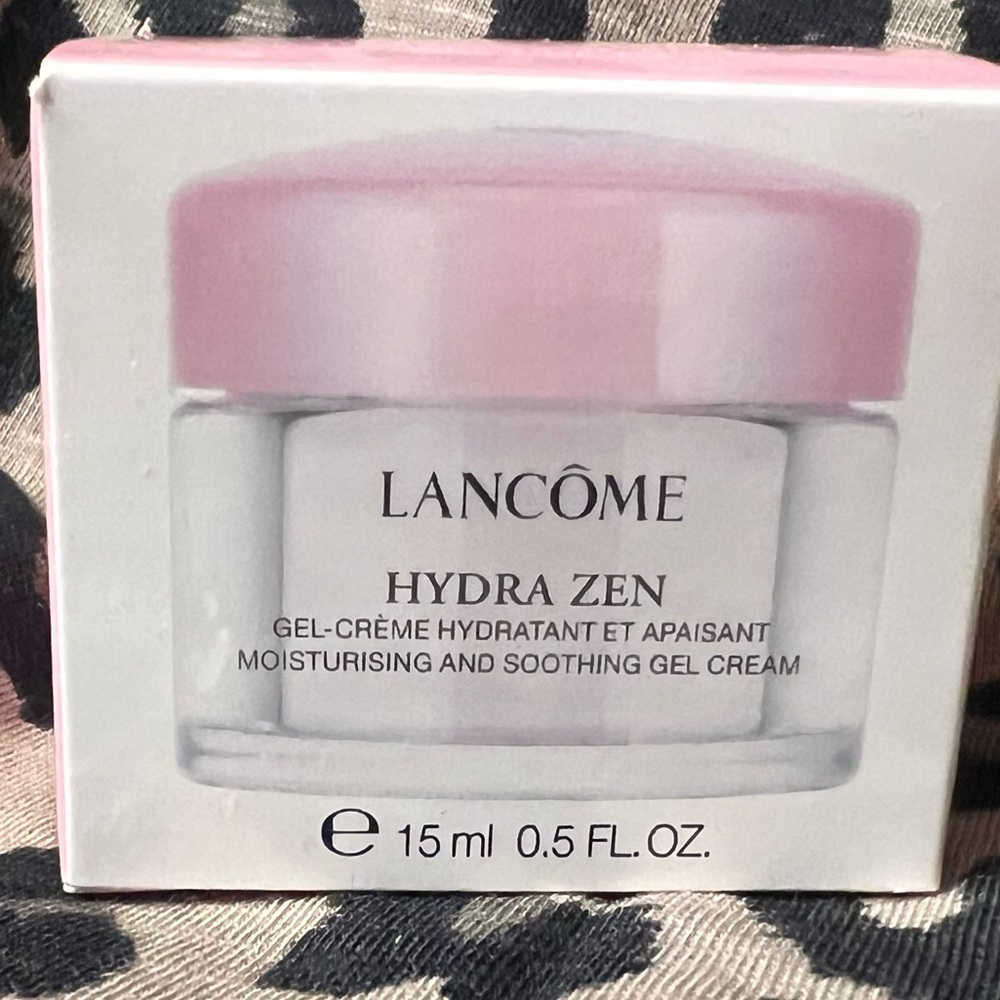 LANCÔME
HYDRA ZEN
GEL-CRÈME HYDRATANT ET APAISANT
MOISTURISING AND SOOTHING GEL CREAM
℮ 15 ml 0.5 FL. OZ.